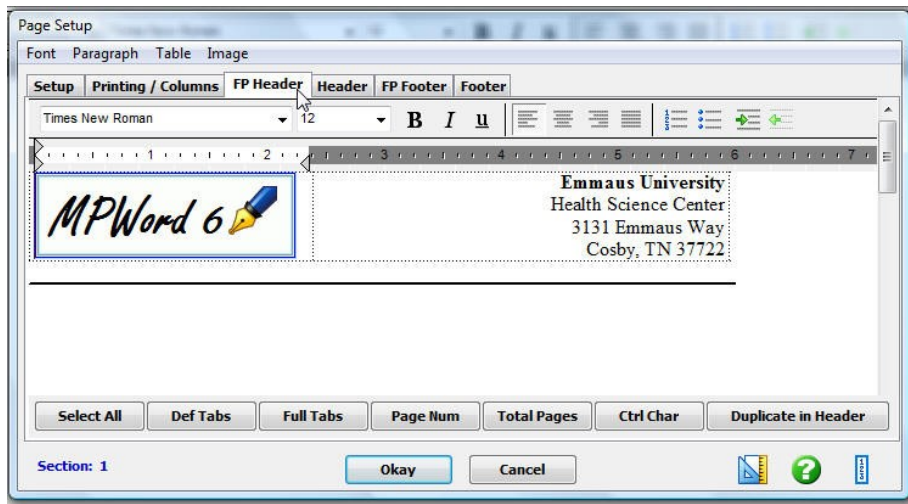 Page Setup
Font Paragraph Table Image
Setup Printing / Columns FP Header Header FP Footer Footer
Times New Roman 12 B I u
1 2 3 4 5 6 7
MPWord 6
Emmaus University
Health Science Center
3131 Emmaus Way
Cosby, TN 37722
Select All Def Tabs Full Tabs Page Num Total Pages Ctrl Char Duplicate in Header
Section: 1 Okay Cancel ?